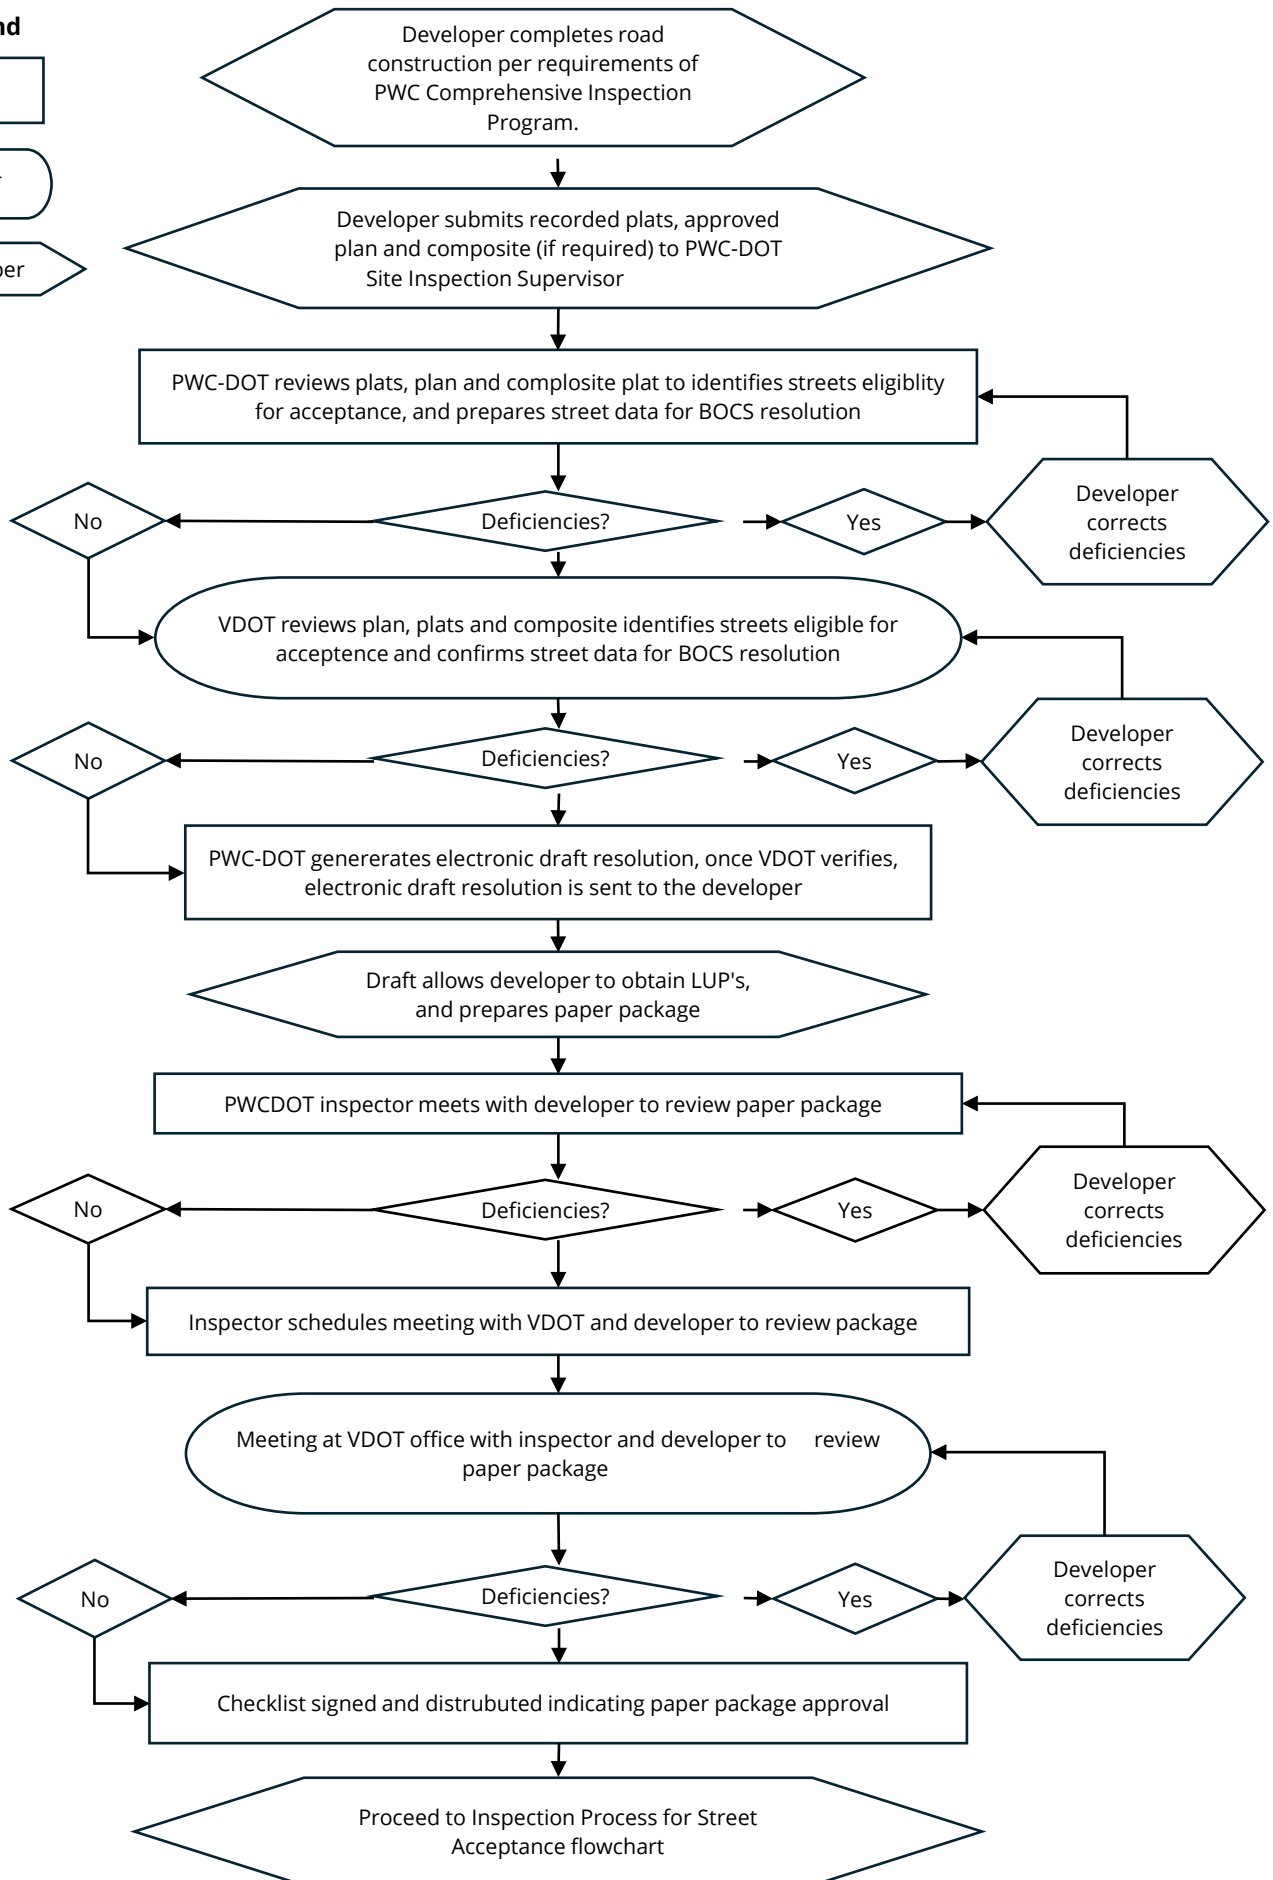 Developer completes road
construction per requirements of
PWC Comprehensive Inspection
Program.
Developer submits recorded plats, approved
plan and composite (if required) to PWC-DOT
Site Inspection Supervisor
PWC-DOT reviews plats, plan and complosite plat to identifies streets eligiblity
for acceptance, and prepares street data for BOCS resolution
No
Deficiencies?
Yes
Developer
corrects
deficiencies
VDOT reviews plan, plats and composite identifies streets eligible for
acceptence and confirms street data for BOCS resolution
No
Deficiencies?
Yes
Developer
corrects
deficiencies
PWC-DOT genererates electronic draft resolution, once VDOT verifies,
electronic draft resolution is sent to the developer
Draft allows developer to obtain LUP's,
and prepares paper package
PWCDOT inspector meets with developer to review paper package
No
Deficiencies?
Yes
Developer
corrects
deficiencies
Inspector schedules meeting with VDOT and developer to review package
Meeting at VDOT office with inspector and developer to review
paper package
No
Deficiencies?
Yes
Developer
corrects
deficiencies
Checklist signed and distrubuted indicating paper package approval
Proceed to Inspection Process for Street
Acceptance flowchart